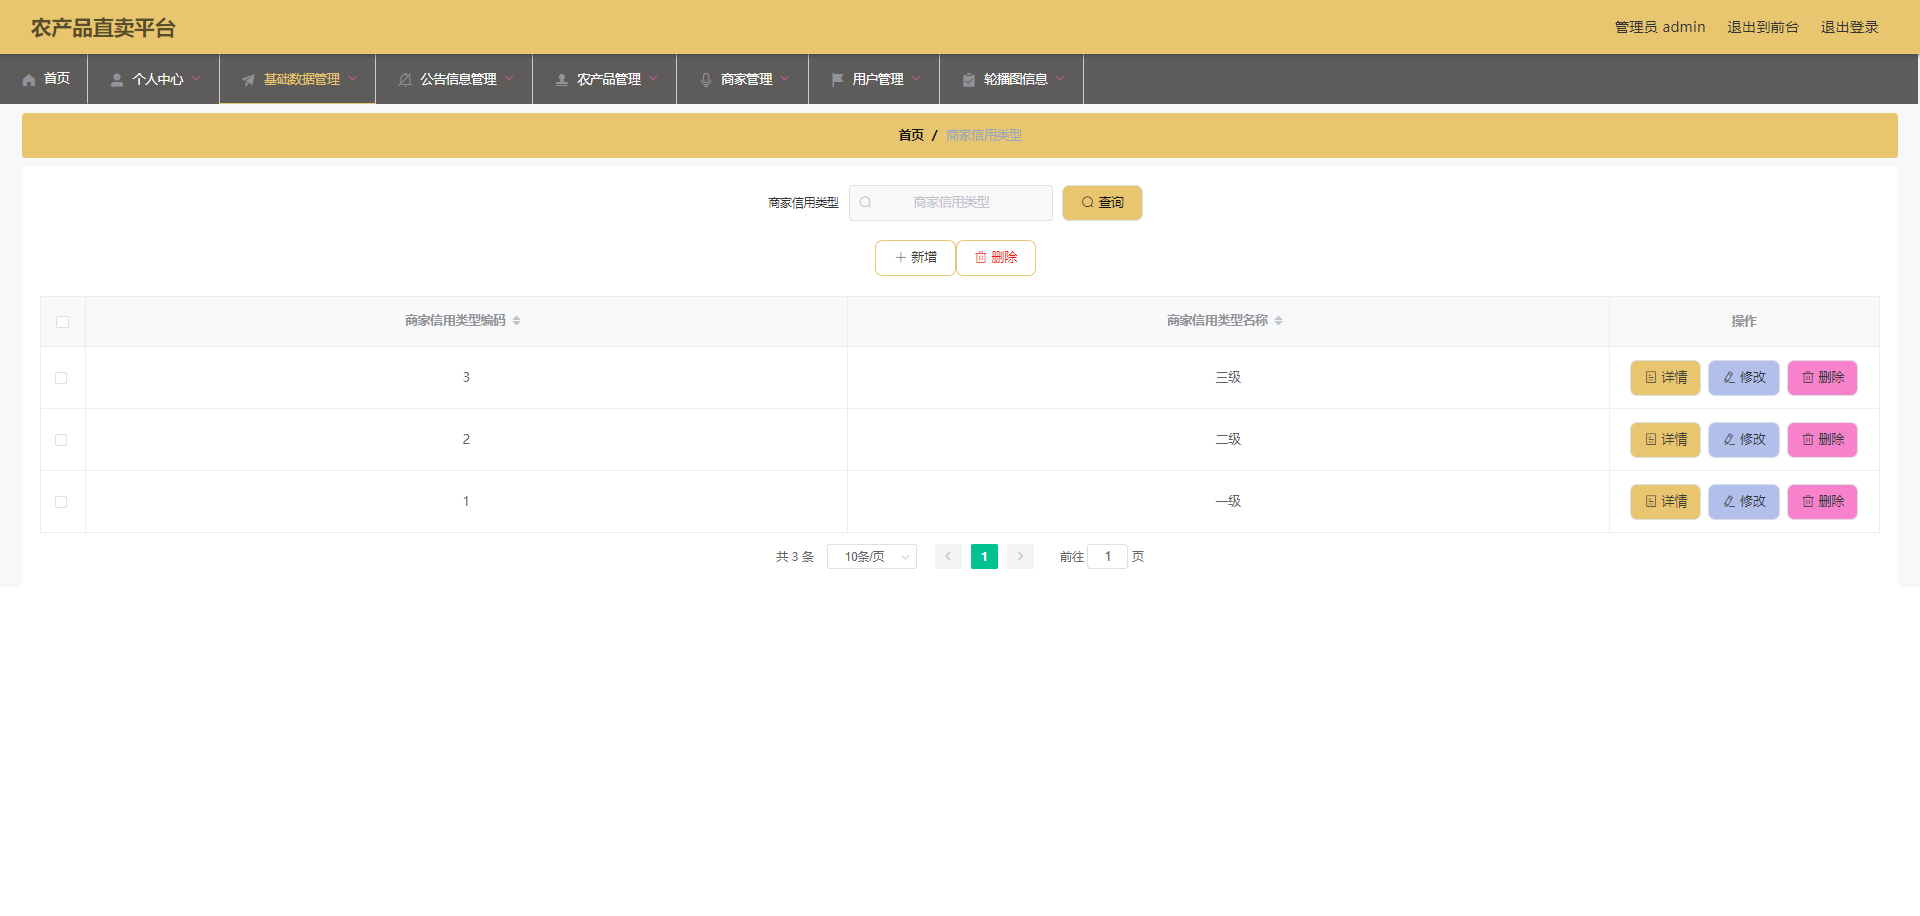 农产品直卖平台
管理员 admin 退出到前台 退出登录
首页 个人中心 基础数据管理 公告信息管理 农产品管理 商家管理 用户管理 轮播图信息
首页 / 商家信用类型
商家信用类型 商家信用类型 查询
新增 删除
商家信用类型编码 商家信用类型名称 操作
3 三级 详情 修改 删除
2 二级 详情 修改 删除
1 一级 详情 修改 删除
共 3 条 10条/页 1 前往 1 页